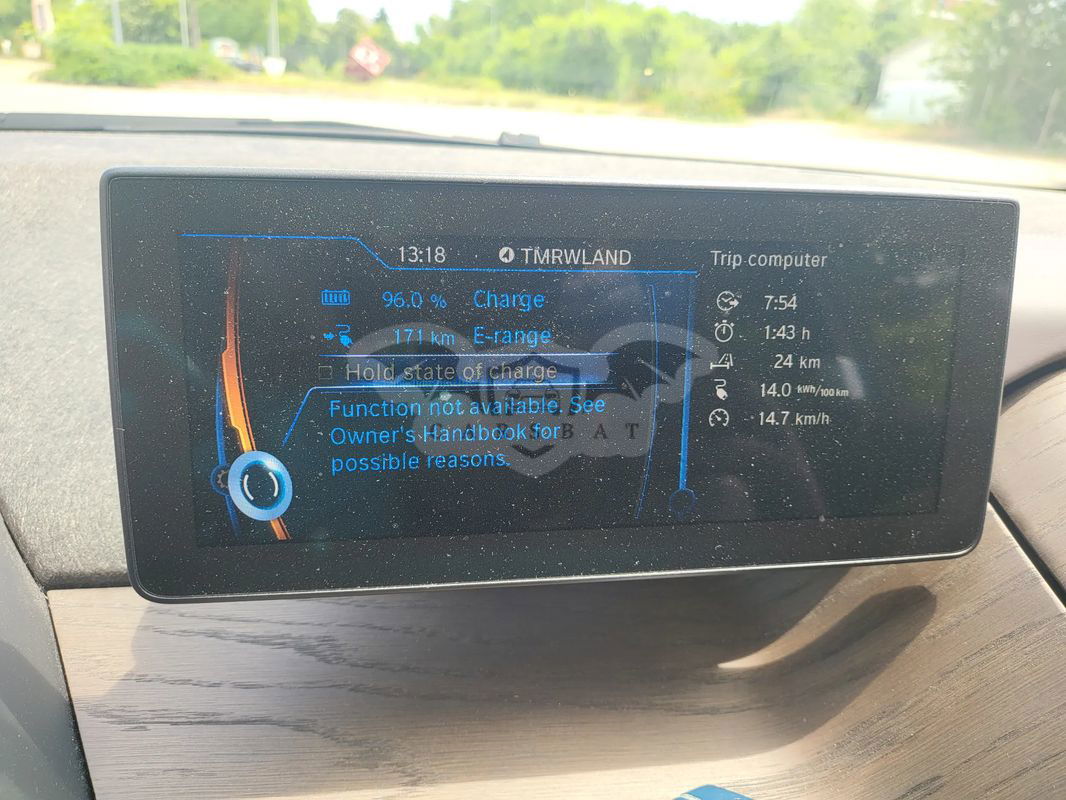 13:18 TMRWLAND
96.0 % Charge
171 km E-range
Hold state of charge
Function not available. See
Owner's Handbook for
possible reasons.
Trip computer
7:54
1:43 h
24 km
14.0 kWh/100 km
14.7 km/h
CARSBAT